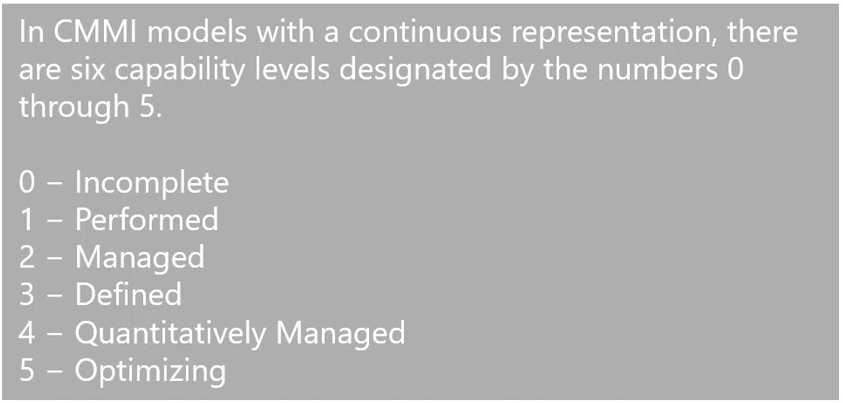 In CMMI models with a continuous representation, there
are six capability levels designated by the numbers 0
through 5.
0 – Incomplete
1 – Performed
2 – Managed
3 – Defined
4 – Quantitatively Managed
5 – Optimizing